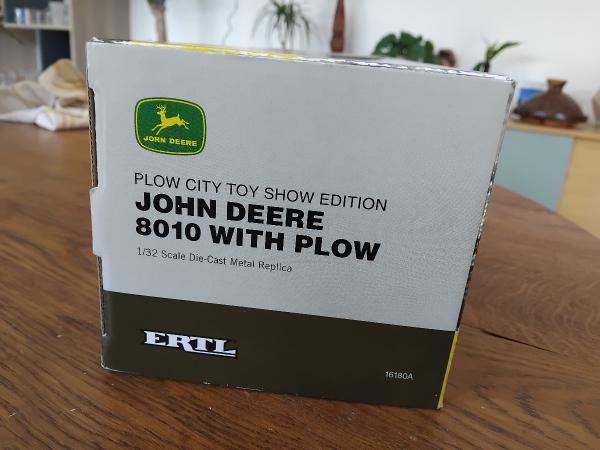 JOHN DEERE
PLOW CITY TOY SHOW EDITION
JOHN DEERE
8010 WITH PLOW
1/32 Scale Die-Cast Metal Replica
ERTL
16180A